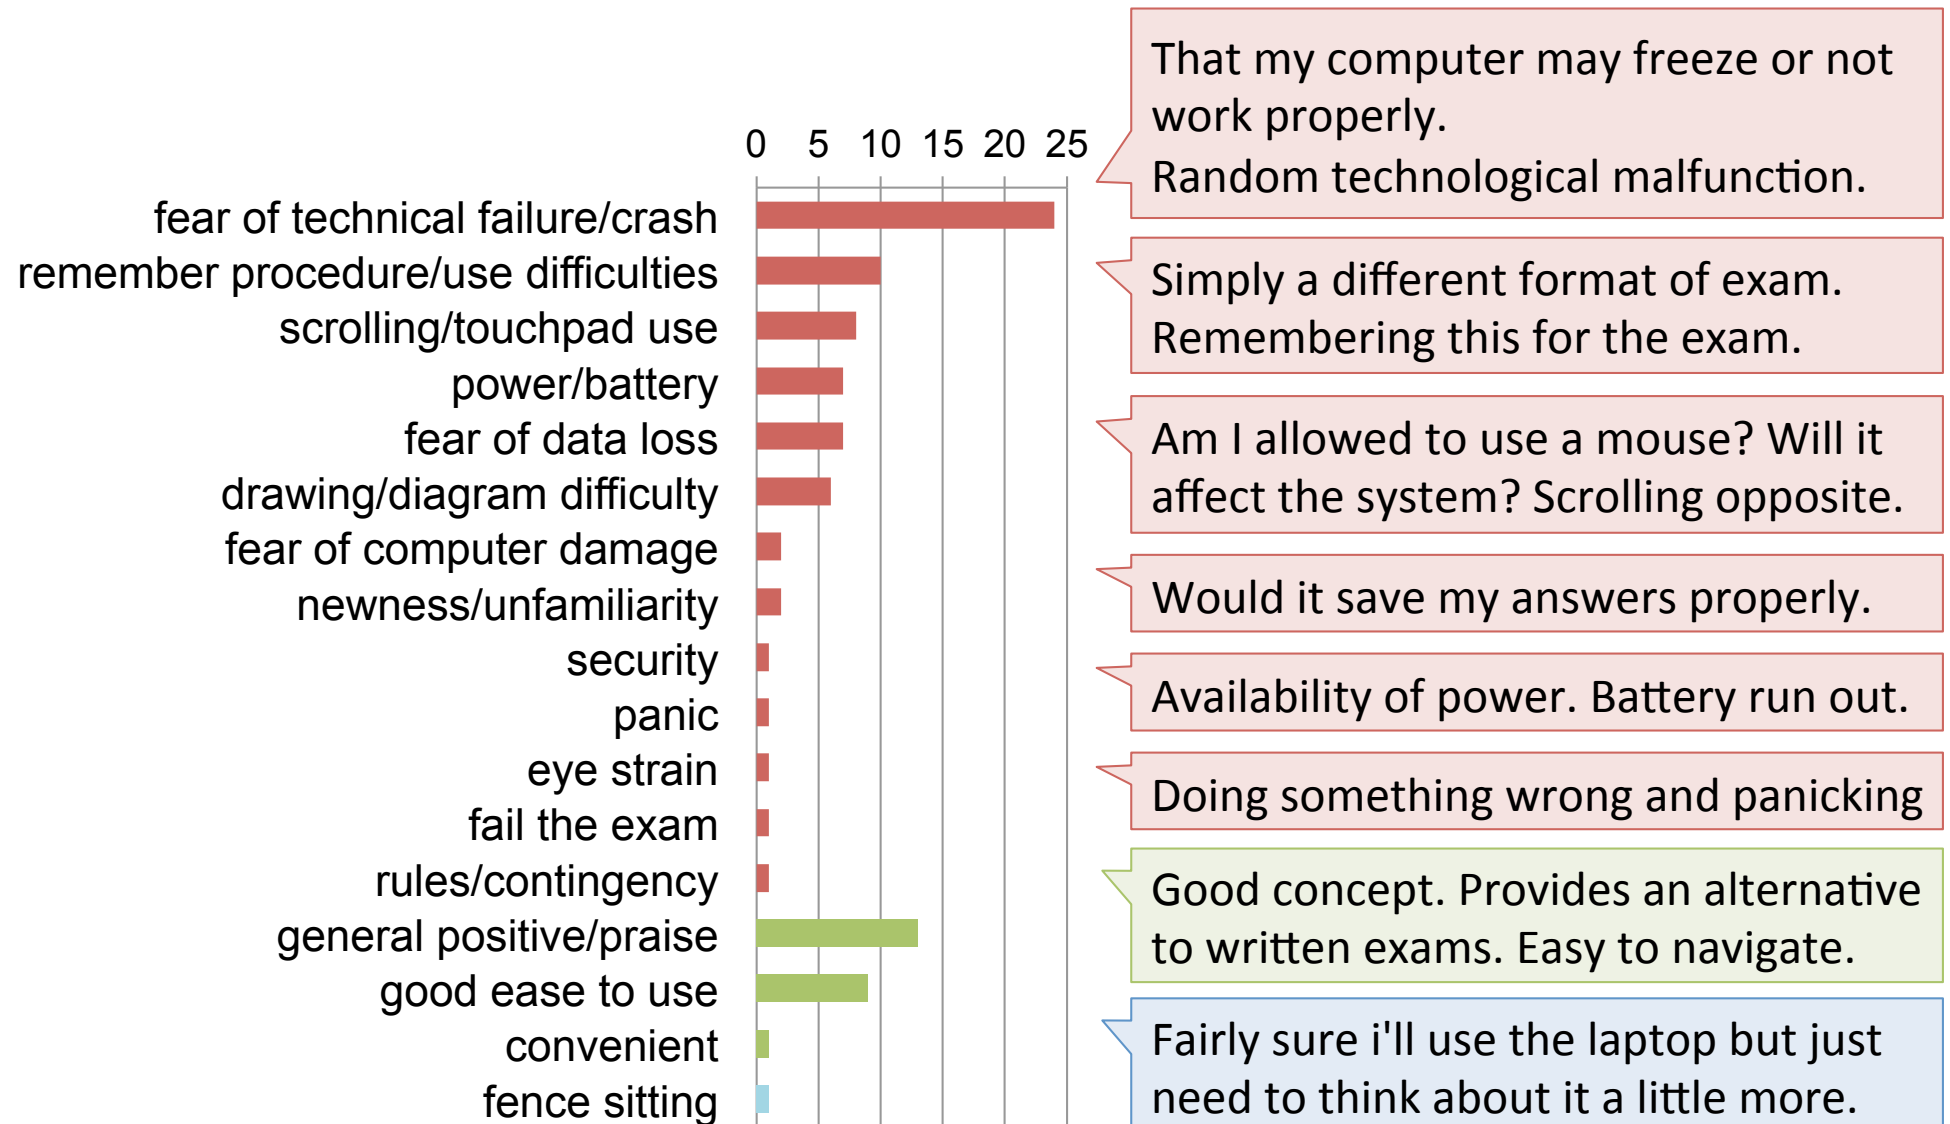 0 5 10 15 20 25
fear of technical failure/crash
remember procedure/use difficulties
scrolling/touchpad use
power/battery
fear of data loss
drawing/diagram difficulty
fear of computer damage
newness/unfamiliarity
security
panic
eye strain
fail the exam
rules/contingency
general positive/praise
good ease to use
convenient
fence sitting
That my computer may freeze or not
work properly.
Random technological malfunction.
Simply a different format of exam.
Remembering this for the exam.
Am I allowed to use a mouse? Will it
affect the system? Scrolling opposite.
Would it save my answers properly.
Availability of power. Battery run out.
Doing something wrong and panicking
Good concept. Provides an alternative
to written exams. Easy to navigate.
Fairly sure i'll use the laptop but just
need to think about it a little more.